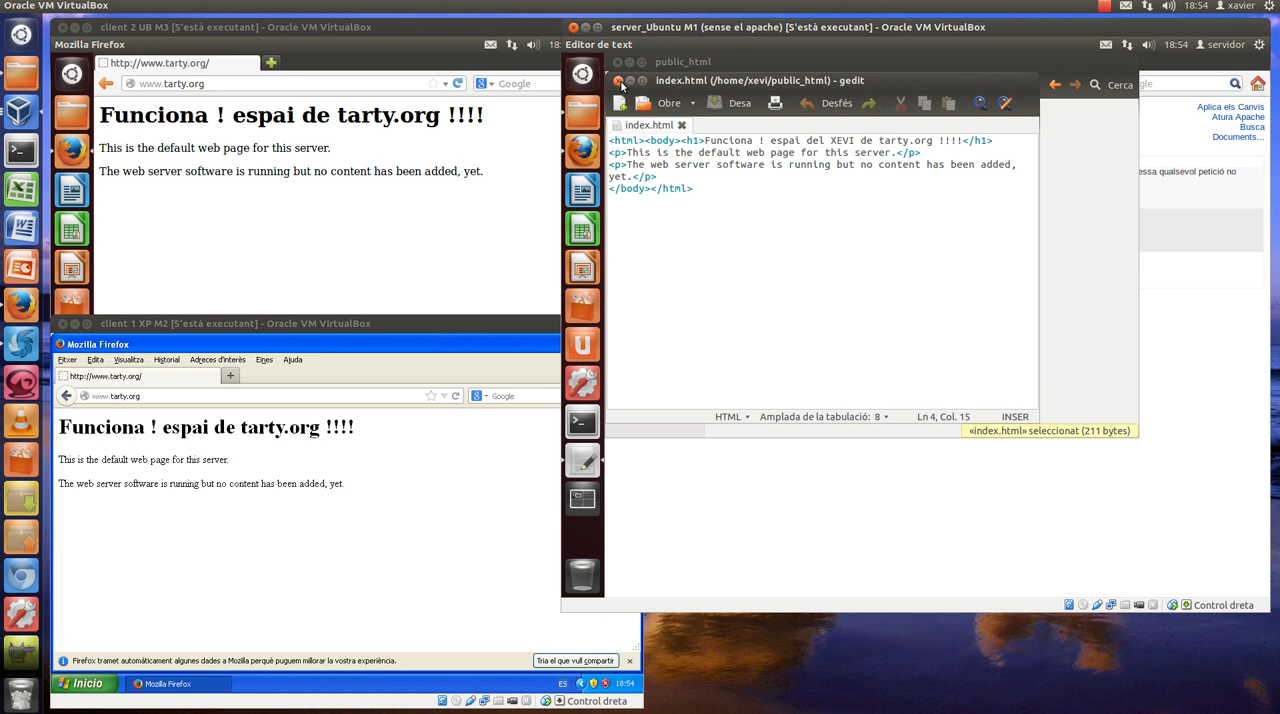 Oracle VM VirtualBox
18:54 xavier
client 2 UB M3 [S'està executant] - Oracle VM VirtualBox
Mozilla Firefox
18:
http://www.tarty.org/
www.tarty.org
Google
Funciona ! espai de tarty.org !!!!
This is the default web page for this server.
The web server software is running but no content has been added, yet.
client 1 XP M2 [S'està executant] - Oracle VM VirtualBox
Mozilla Firefox
Fitxer Edita Visualitza Historial Adreces d'interès Eines Ajuda
http://www.tarty.org/
www.tarty.org
Google
Funciona ! espai de tarty.org !!!!
This is the default web page for this server.
The web server software is running but no content has been added, yet.
Firefox tramet automàticament algunes dades a Mozilla perquè puguem millorar la vostra experiència.
Tria el que vull compartir
Inicio
Mozilla Firefox
ES
18:54
Control dreta
server_Ubuntu M1 (sense el apache) [S'està executant] - Oracle VM VirtualBox
Editor de text
18:54 servidor
public_html
index.html (/home/xevi/public_html) - gedit
Obre Desa Desfés
Cerca
index.html
<html><body><h1>Funciona ! espai del XEVI de tarty.org !!!!</h1>
<p>This is the default web page for this server.</p>
<p>The web server software is running but no content has been added,
yet.</p>
</body></html>
HTML Amplada de la tabulació: 8 Ln 4, Col. 15 INSER
«index.html» seleccionat (211 bytes)
gle
Aplica els Canvis
Atura Apache
Busca
Documents...
essa qualsevol petició no
Control dreta